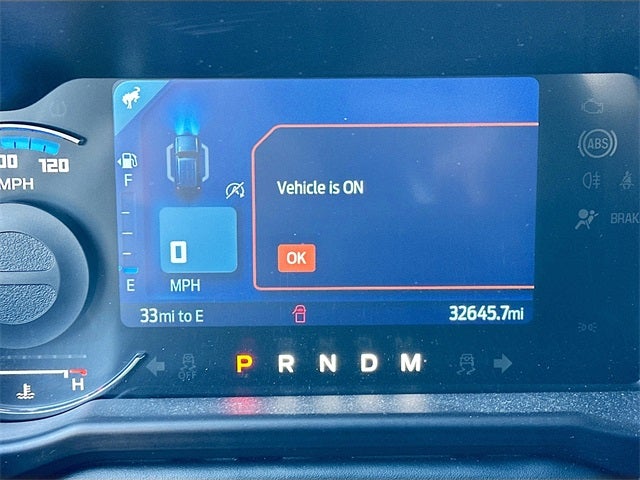 00 120
MPH
F
E
0
MPH
Vehicle is ON
OK
33mi to E
32645.7mi
P R N D M
OFF
H
ABS
BRAK